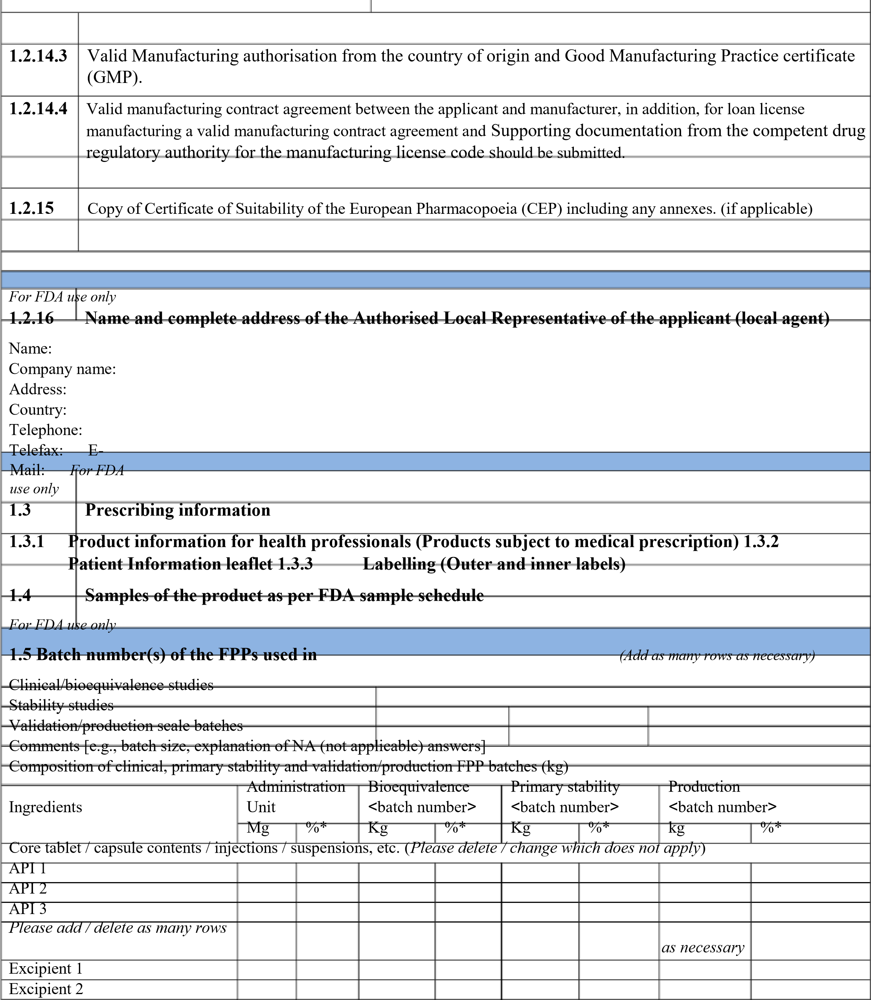 1.2.14.3 Valid Manufacturing authorisation from the country of origin and Good Manufacturing Practice certificate
(GMP).
1.2.14.4 Valid manufacturing contract agreement between the applicant and manufacturer, in addition, for loan license
manufacturing a valid manufacturing contract agreement and Supporting documentation from the competent drug
regulatory authority for the manufacturing license code should be submitted.
1.2.15 Copy of Certificate of Suitability of the European Pharmacopoeia (CEP) including any annexes. (if applicable)
For FDA use only
1.2.16 Name and complete address of the Authorised Local Representative of the applicant (local agent)
Name:
Company name:
Address:
Country:
Telephone:
Telefax: E-
Mail: For FDA
use only
1.3 Prescribing information
1.3.1 Product information for health professionals (Products subject to medical prescription) 1.3.2
Patient Information leaflet 1.3.3 Labelling (Outer and inner labels)
1.4 Samples of the product as per FDA sample schedule
For FDA use only
1.5 Batch number(s) of the FPPs used in (Add as many rows as necessary)
Clinical/bioequivalence studies
Stability studies
Validation/production scale batches
Comments [e.g., batch size, explanation of NA (not applicable) answers]
Composition of clinical, primary stability and validation/production FPP batches (kg)
Administration Bioequivalence Primary stability Production
Ingredients Unit <batch number> <batch number> <batch number>
Mg %* Kg %* Kg %* kg %*
Core tablet / capsule contents / injections / suspensions, etc. (Please delete / change which does not apply)
API 1
API 2
API 3
Please add / delete as many rows
as necessary
Excipient 1
Excipient 2